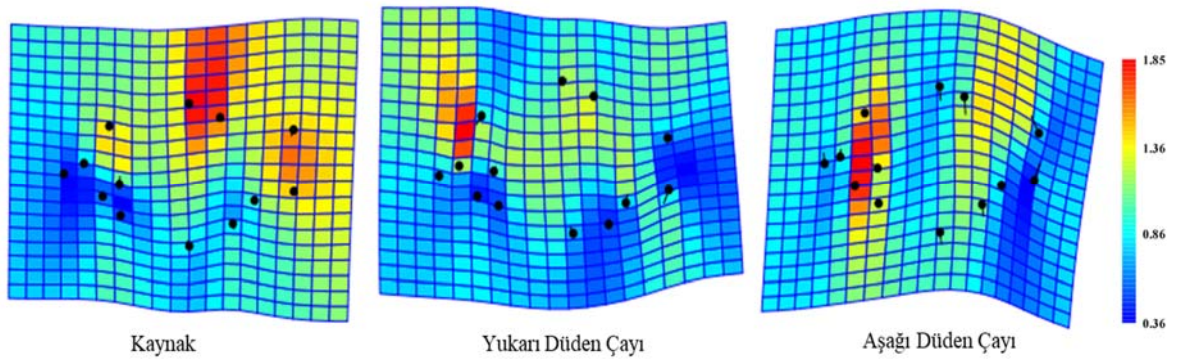 1.85
1.36
0.86
0.36
Kaynak
Yukarı Düden Çayı
Aşağı Düden Çayı